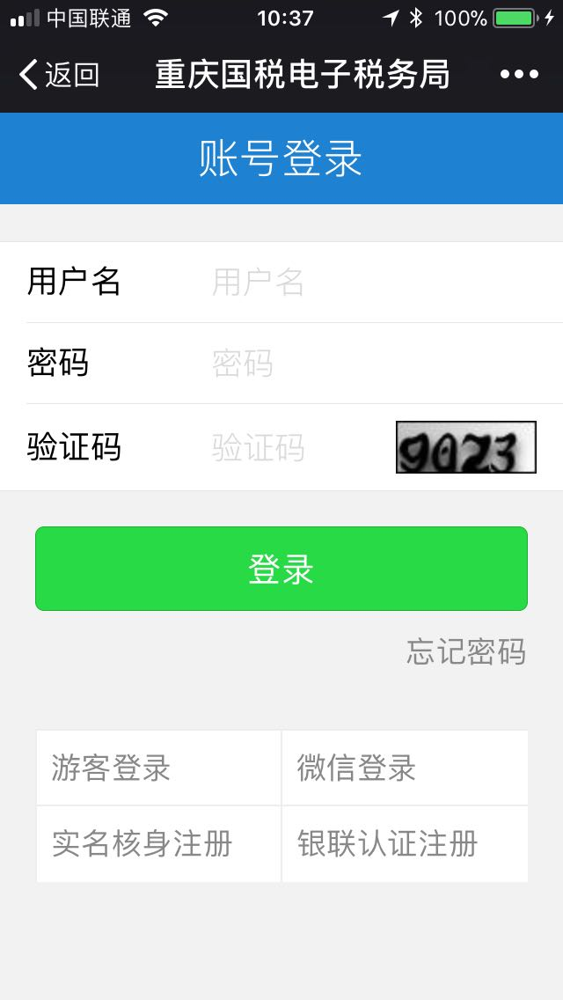 中国联通 10:37 100%
返回 重庆国税电子税务局
账号登录
用户名 用户名
密码 密码
验证码 验证码 9023
登录
忘记密码
游客登录 微信登录
实名核身注册 银联认证注册